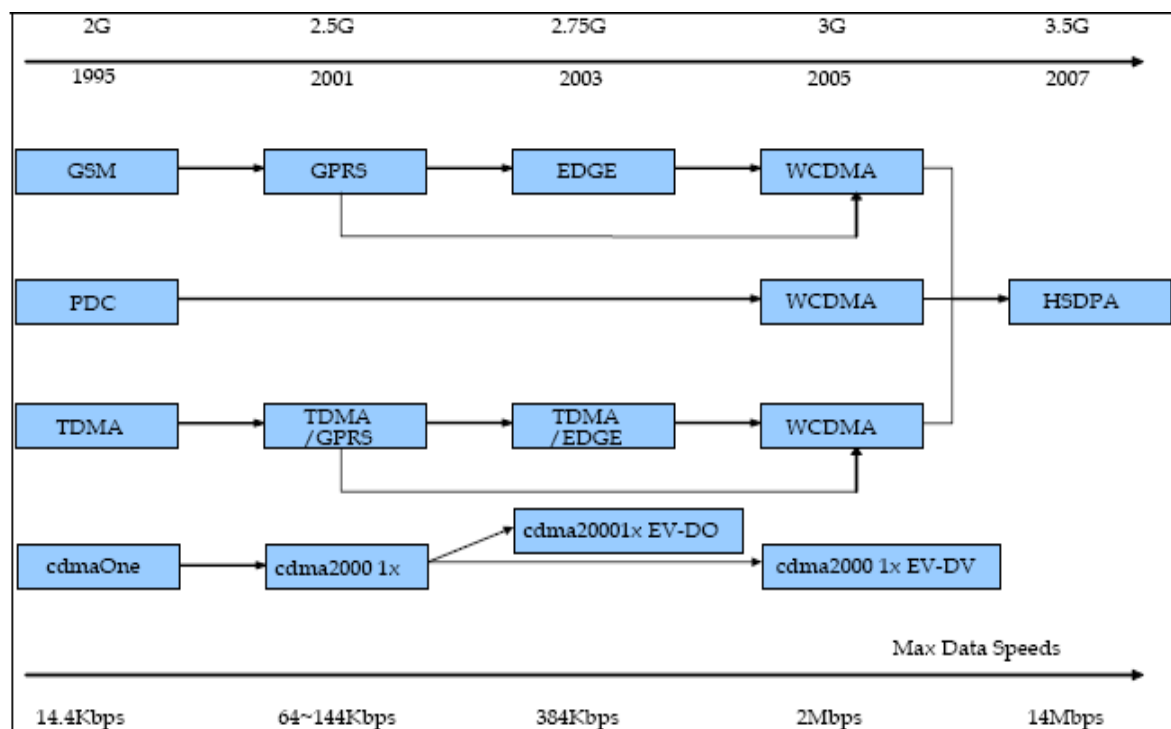 2G 2.5G 2.75G 3G 3.5G
1995 2001 2003 2005 2007
GSM GPRS EDGE WCDMA
PDC WCDMA HSDPA
TDMA TDMA /GPRS TDMA /EDGE WCDMA
cdma20001x EV-DO
cdmaOne cdma2000 1x cdma2000 1x EV-DV
Max Data Speeds
14.4Kbps 64~144Kbps 384Kbps 2Mbps 14Mbps